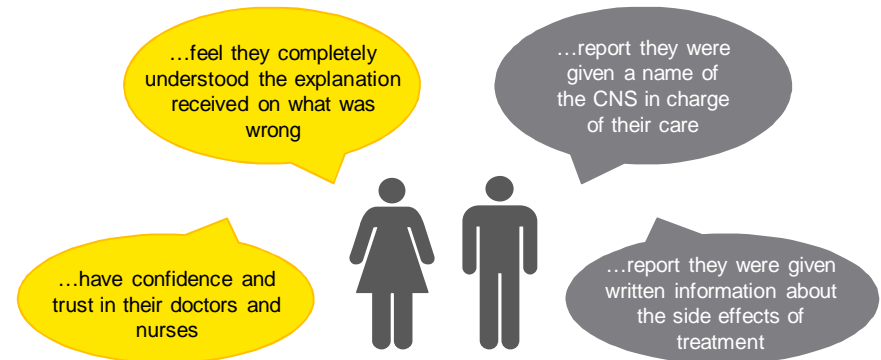 …feel they completely
understood the explanation
received on what was
wrong
…report they were
given a name of
the CNS in charge
of their care
…have confidence and
trust in their doctors and
nurses
…report they were given
written information about
the side effects of
treatment